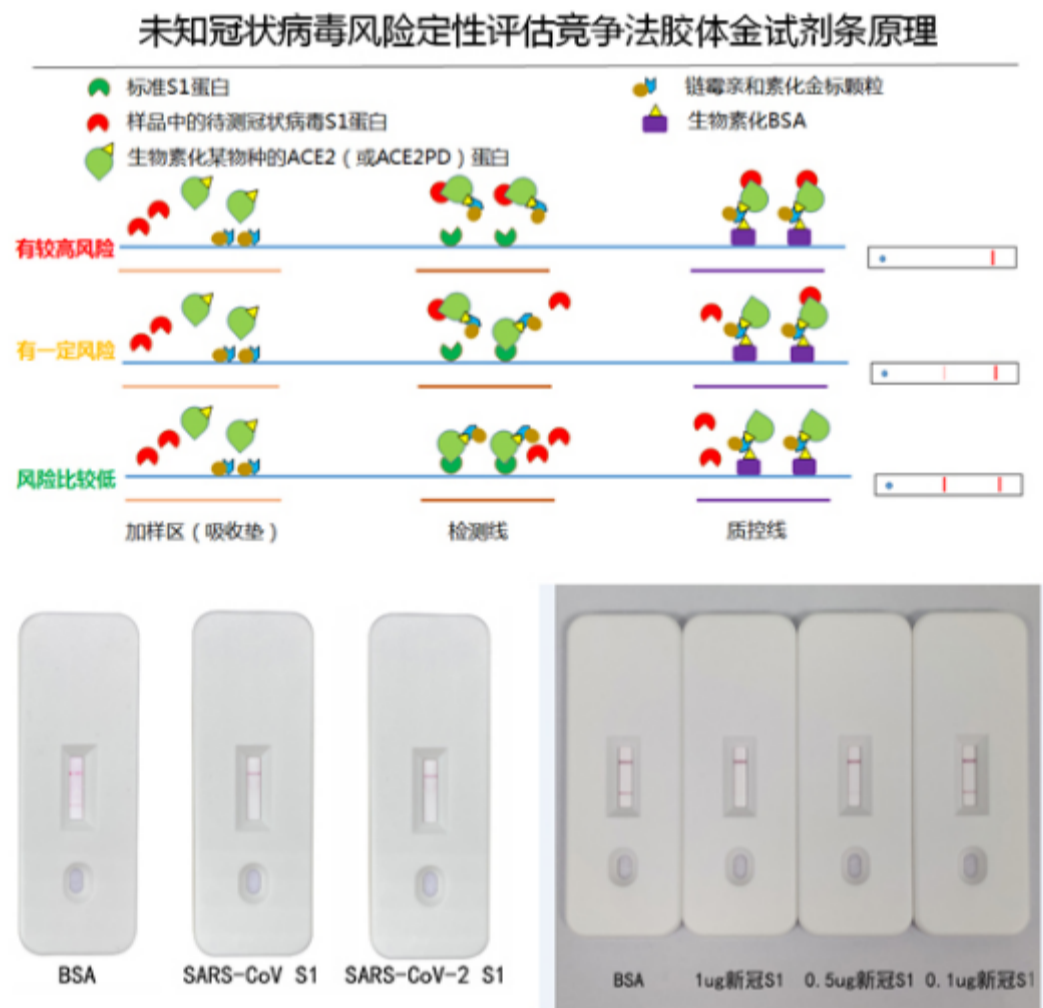 未知冠状病毒风险定性评估竞争法胶体金试剂条原理
标准S1蛋白
链霉亲和素化金标颗粒
样品中的待测冠状病毒S1蛋白
生物素化BSA
生物素化某物种的ACE2（或ACE2PD）蛋白
有较高风险
有一定风险
风险比较低
加样区（吸收垫）
检测线
质控线
BSA
SARS-CoV S1
SARS-CoV-2 S1
BSA
1ug新冠S1
0.5ug新冠S1
0.1ug新冠S1